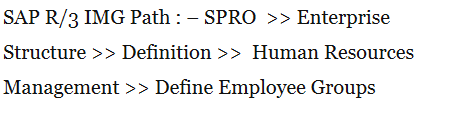 SAP R/3 IMG Path : – SPRO  >> Enterprise
Structure >> Definition >>  Human Resources
Management >> Define Employee Groups